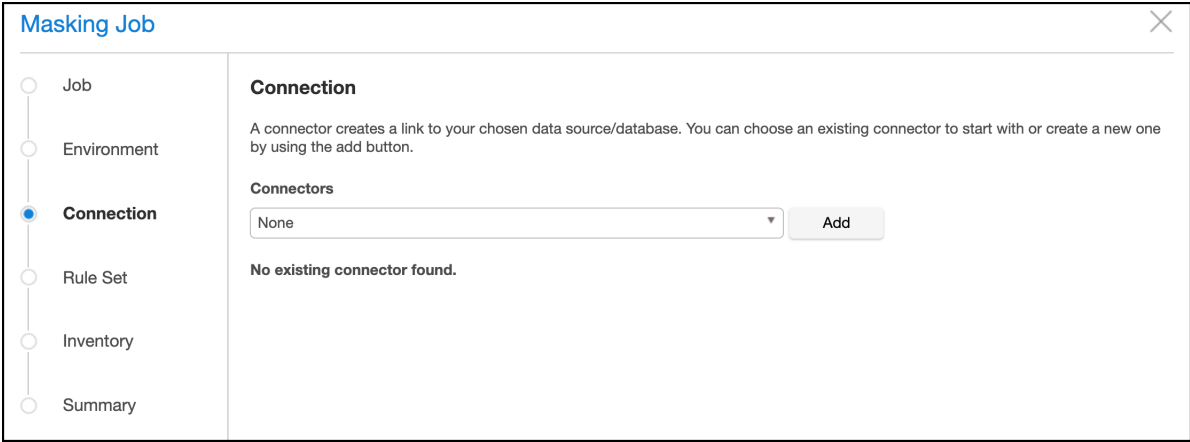 Masking Job
Job
Environment
Connection
Rule Set
Inventory
Summary
Connection
A connector creates a link to your chosen data source/database. You can choose an existing connector to start with or create a new one
by using the add button.
Connectors
None
Add
No existing connector found.